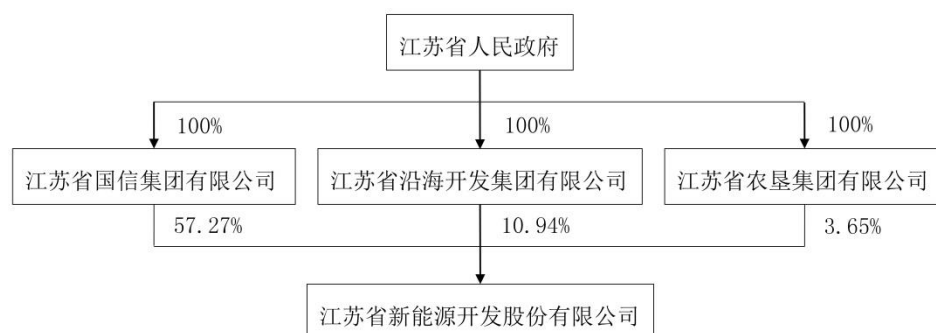 江苏省人民政府
100% 100% 100%
江苏省国信集团有限公司 江苏省沿海开发集团有限公司 江苏省农垦集团有限公司
57.27% 10.94% 3.65%
江苏省新能源开发股份有限公司